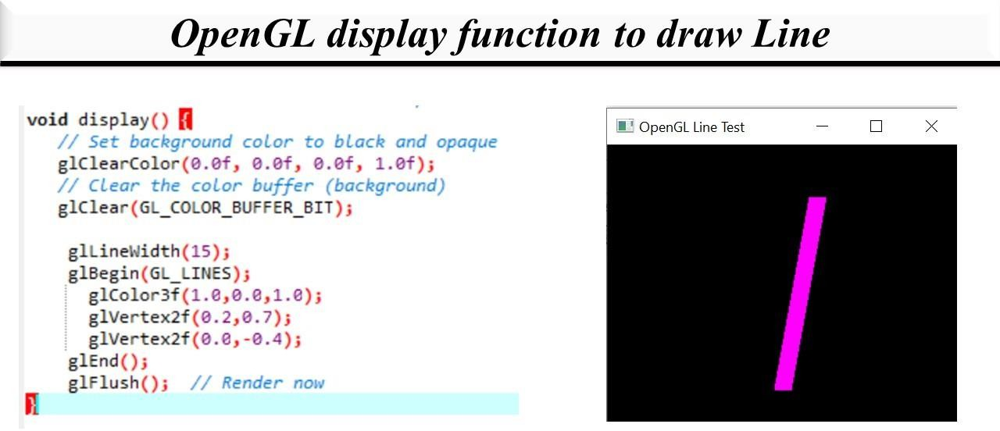 OpenGL display function to draw Line
void display() {
// Set background color to black and opaque
glClearColor(0.0f, 0.0f, 0.0f, 1.0f);
// Clear the color buffer (background)
glClear(GL_COLOR_BUFFER_BIT);
glLineWidth(15);
glBegin(GL_LINES);
glColor3f(1.0,0.0,1.0);
glVertex2f(0.2,0.7);
glVertex2f(0.0,-0.4);
glEnd();
glFlush();  // Render now
}
OpenGL Line Test